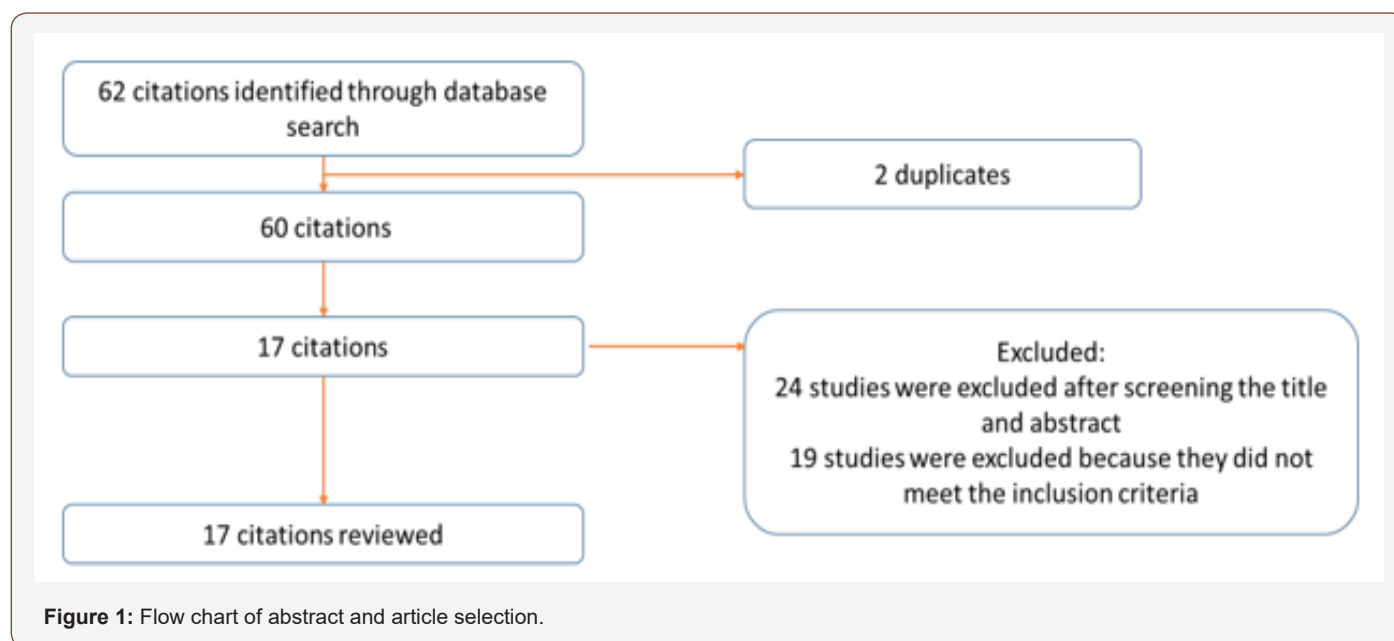 62 citations identified through database
search
2 duplicates
60 citations
17 citations
Excluded:
24 studies were excluded after screening the title
and abstract
19 studies were excluded because they did not
meet the inclusion criteria
17 citations reviewed
Figure 1: Flow chart of abstract and article selection.